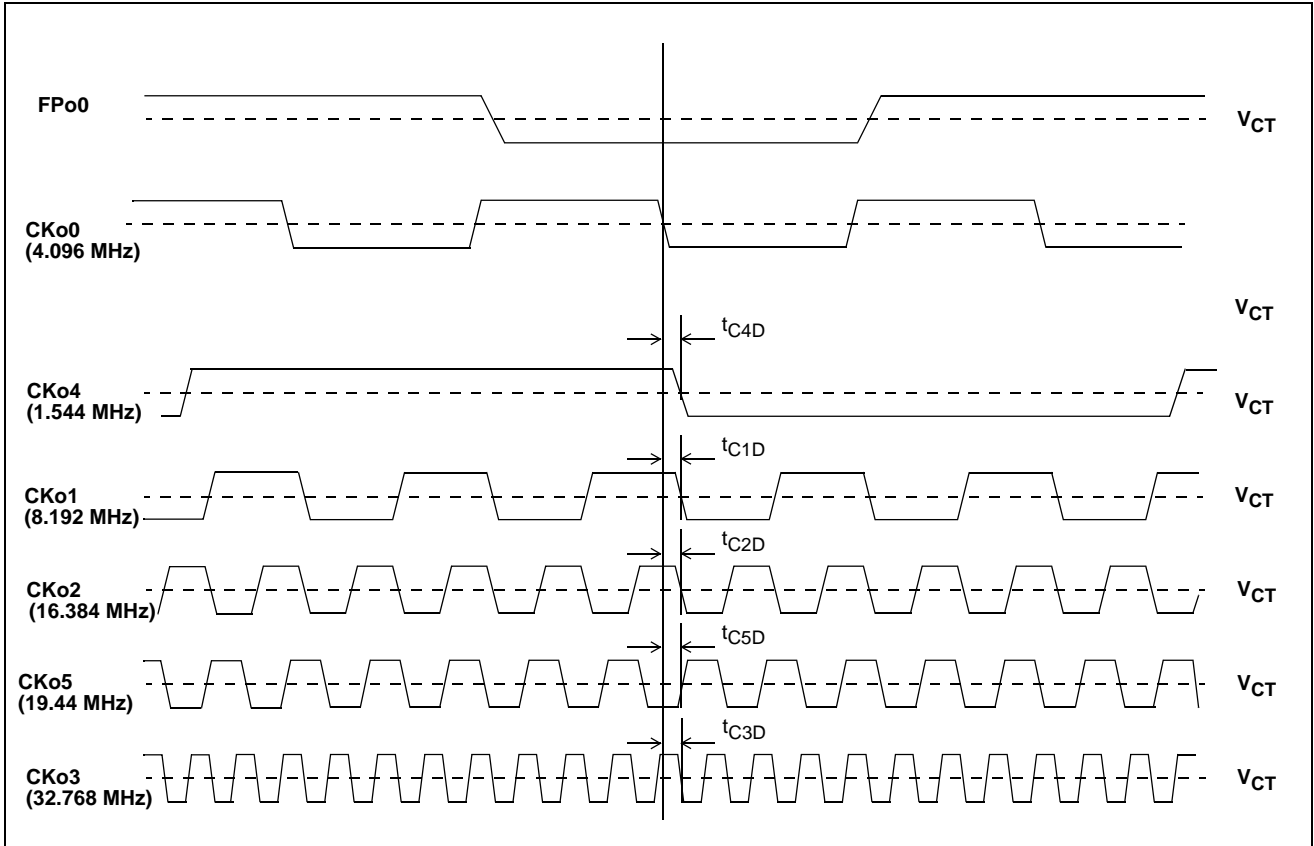 FPo0
VCT
CKo0
(4.096 MHz)
VCT
tC4D
CKo4
(1.544 MHz)
VCT
tC1D
CKo1
(8.192 MHz)
VCT
tC2D
CKo2
(16.384 MHz)
VCT
tC5D
CKo5
(19.44 MHz)
VCT
tC3D
CKo3
(32.768 MHz)
VCT